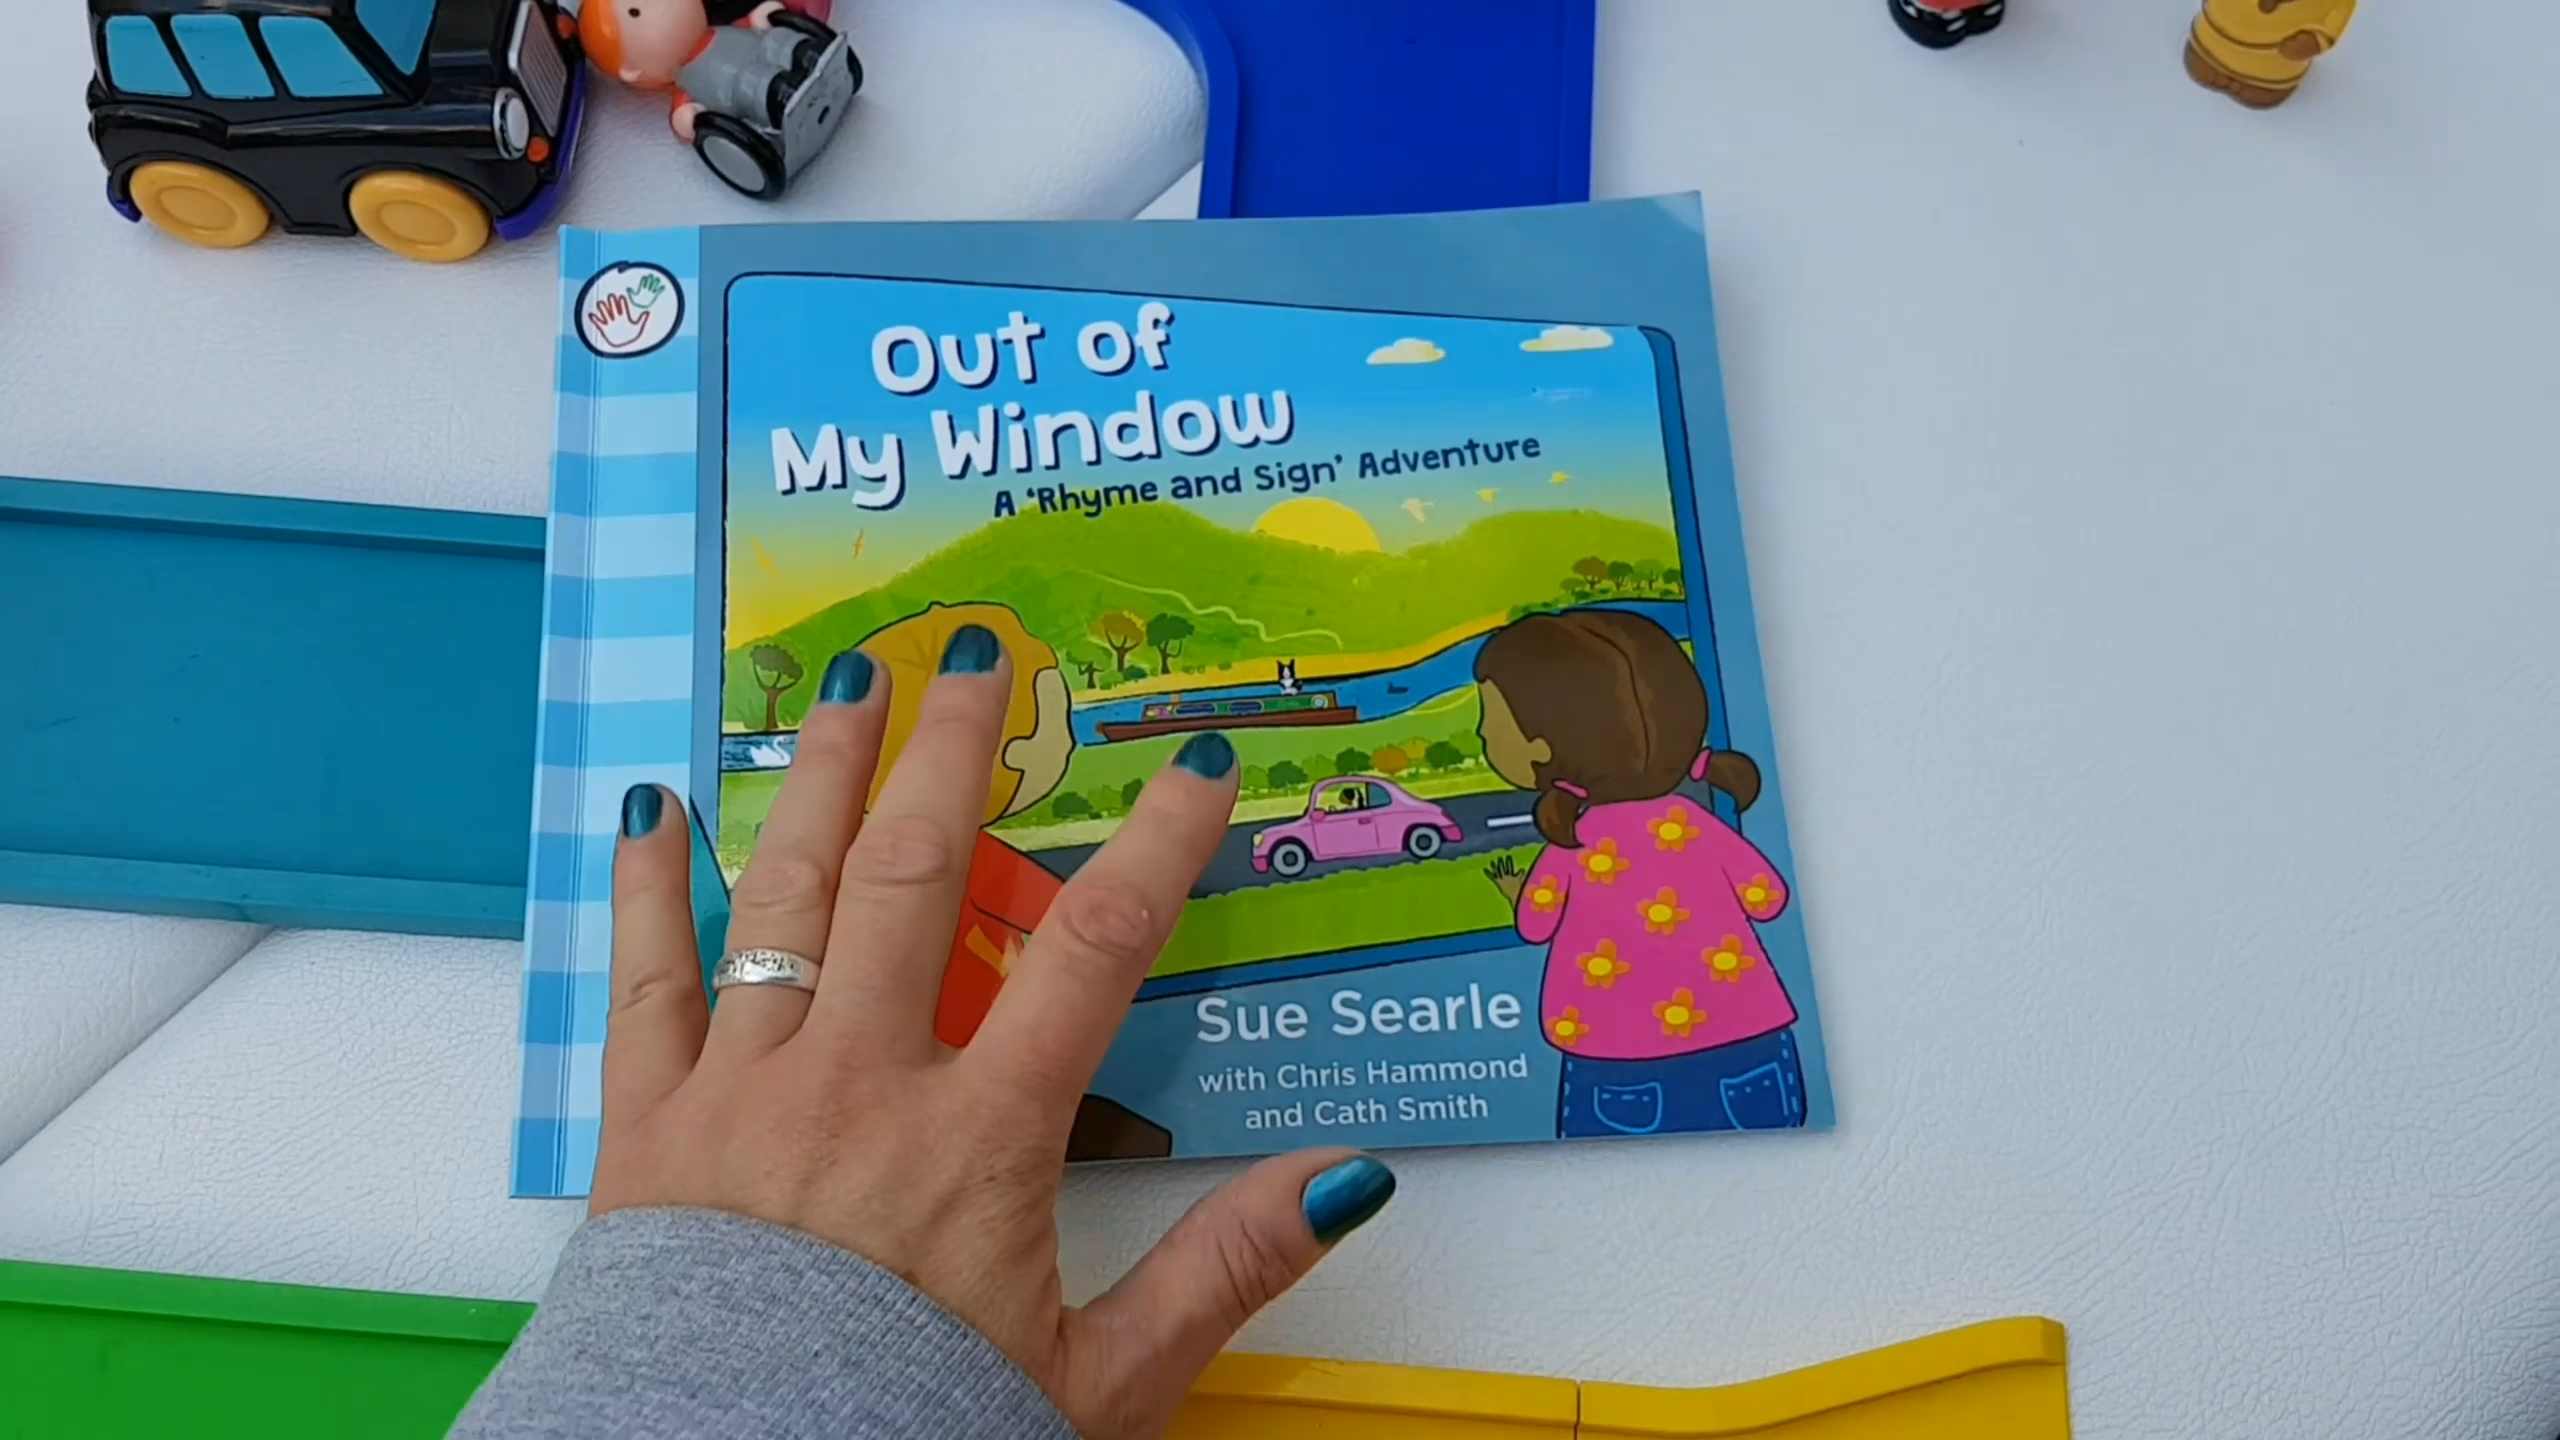 Out of
My Window
A 'Rhyme and Sign' Adventure
Sue Searle
with Chris Hammond
and Cath Smith